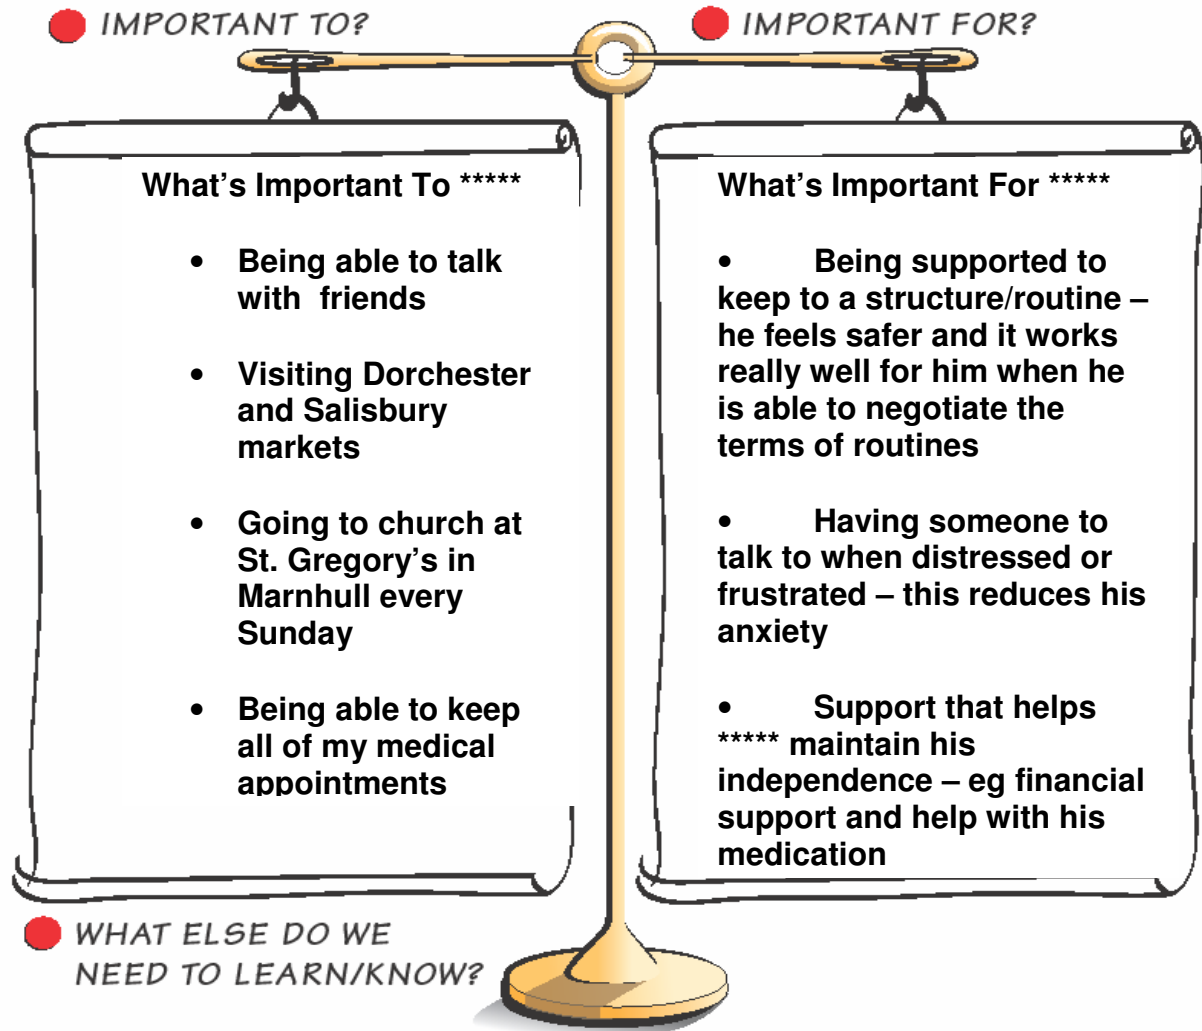 IMPORTANT TO?
IMPORTANT FOR?
What's Important To *****
• Being able to talk
with friends
• Visiting Dorchester
and Salisbury
markets
• Going to church at
St. Gregory's in
Marnhull every
Sunday
• Being able to keep
all of my medical
appointments
What's Important For *****
• Being supported to
keep to a structure/routine –
he feels safer and it works
really well for him when he
is able to negotiate the
terms of routines
• Having someone to
talk to when distressed or
frustrated – this reduces his
anxiety
• Support that helps
***** maintain his
independence – eg financial
support and help with his
medication
WHAT ELSE DO WE
NEED TO LEARN/KNOW?